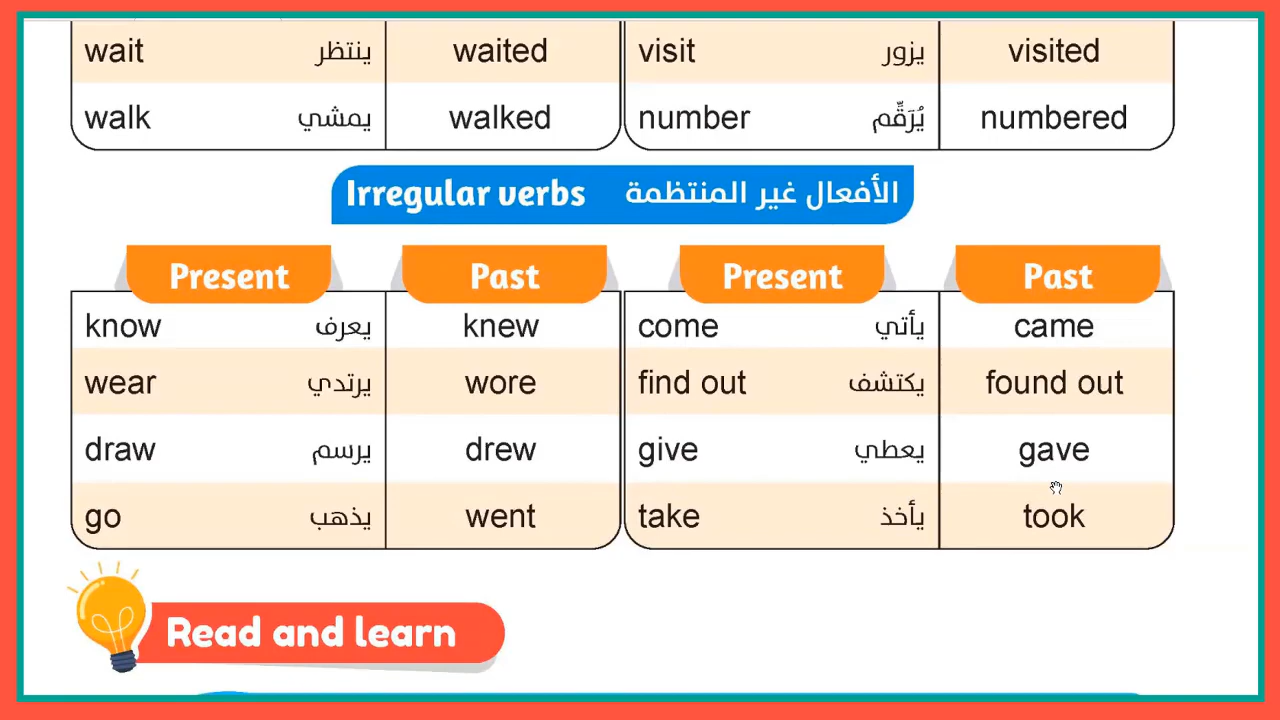 wait ينتظر waited visit يزور visited
walk يمشي walked number يُرَقِّم numbered
Irregular verbs الأفعال غير المنتظمة
Present Past Present Past
know يعرف knew come يأتي came
wear يرتدي wore find out يكتشف found out
draw يرسم drew give يعطي gave
go يذهب went take يأخذ took
Read and learn